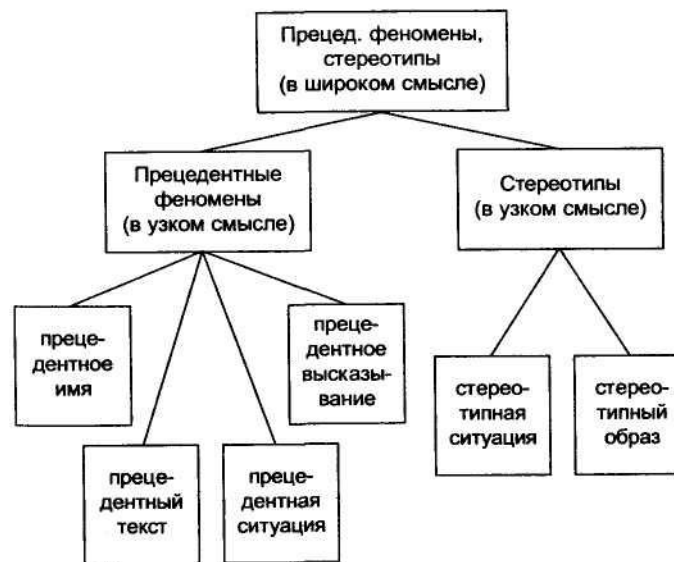 Прецед. феномены,
стереотипы
(в широком смысле)
Прецедентные
феномены
(в узком смысле)
Стереотипы
(в узком смысле)
преце-
дентное
имя
преце-
дентный
текст
преце-
дентная
ситуация
преце-
дентное
высказы-
вание
стерео-
типная
ситуация
стерео-
типный
образ